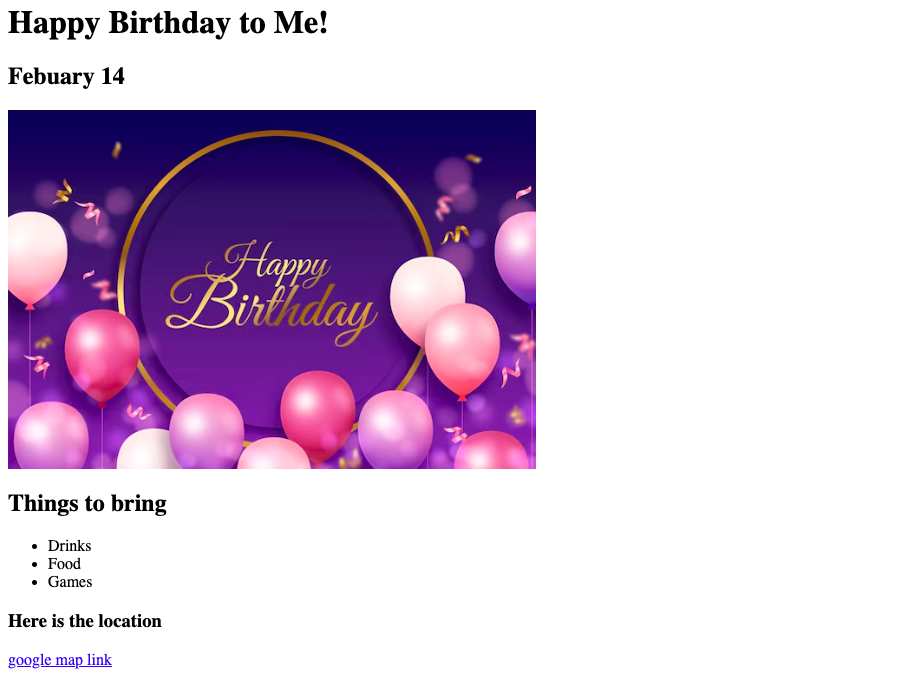 Happy Birthday to Me!
Febuary 14
Happy
Birthday
Things to bring
Drinks
Food
Games
Here is the location
google map link